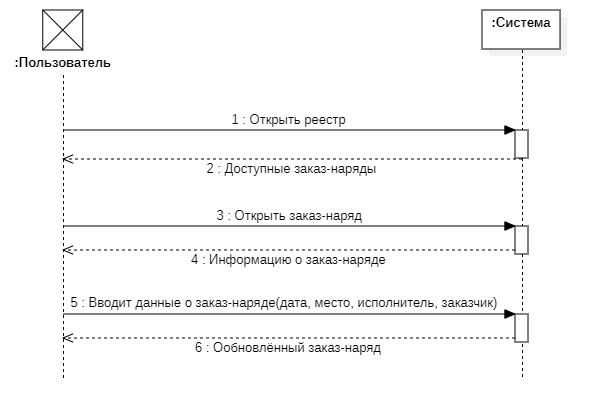 :Система
:Пользователь
1 : Открыть реестр
2 : Доступные заказ-наряды
3 : Открыть заказ-наряд
4 : Информацию о заказ-наряде
5 : Вводит данные о заказ-наряде(дата, место, исполнитель, заказчик)
6 : Ообновлённый заказ-наряд